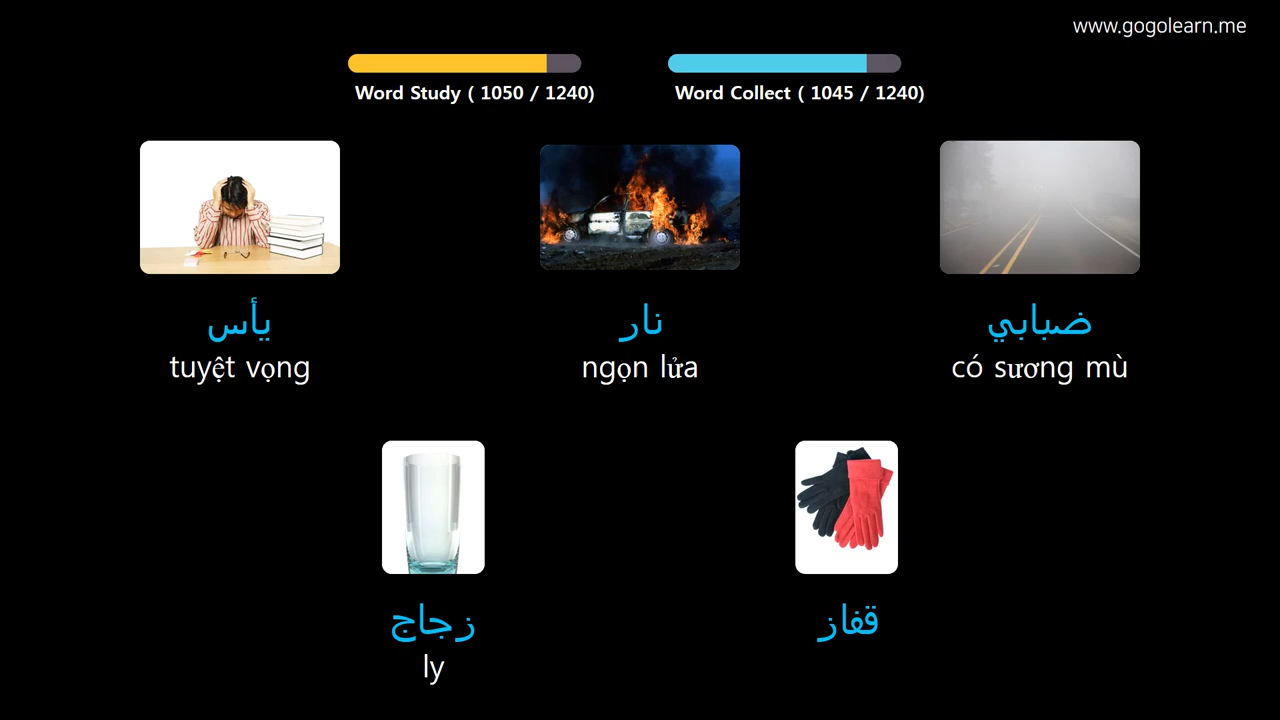 www.gogolearn.me
Word Study ( 1050 / 1240)
Word Collect ( 1045 / 1240)
يأس
tuyệt vọng
نار
ngọn lửa
ضبابي
có sương mù
زجاج
ly
قفاز